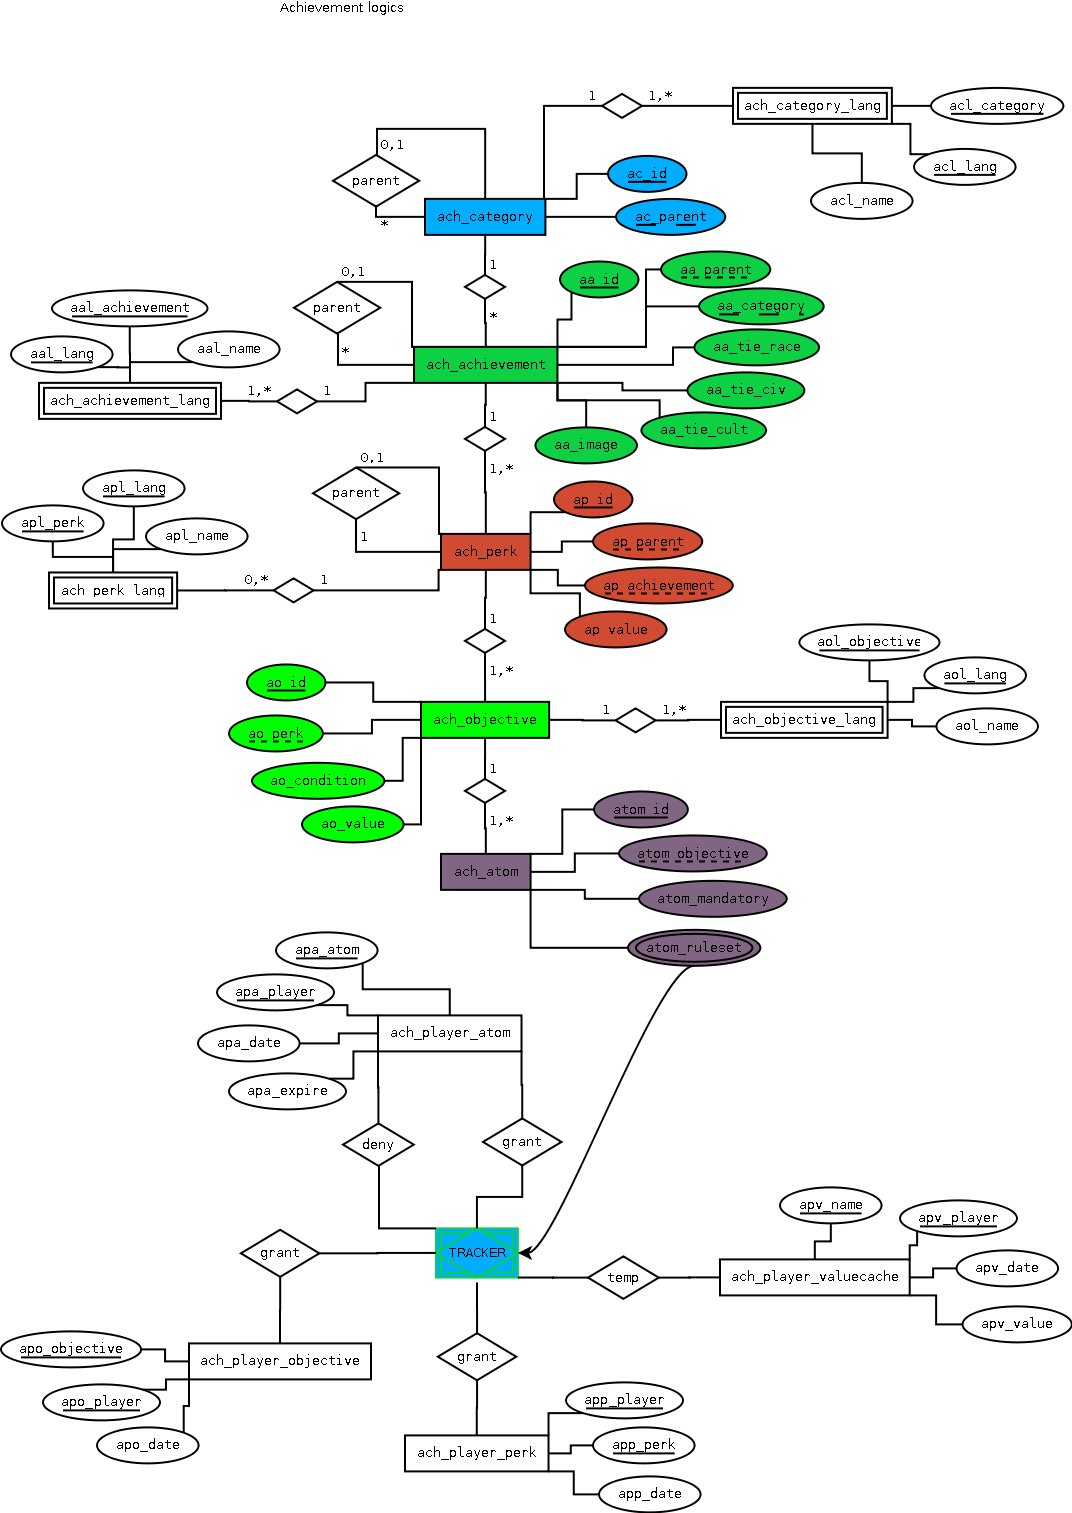 Achievement logics
1
1,*
ach_category_lang
acl_category
acl_lang
acl_name
0,1
parent
*
ach_category
ac_id
ac_parent
1
*
0,1
parent
*
ach_achievement
aa_id
aa_parent
aa_category
aa_tie_race
aa_tie_civ
aa_tie_cult
aa_image
aal_achievement
aal_lang
aal_name
ach_achievement_lang
1,*
1
1
1,*
0,1
parent
1
ach_perk
ap_id
ap_parent
ap_achievement
ap_value
apl_lang
apl_perk
apl_name
ach_perk_lang
0,*
1
1
1,*
ao_id
ao_perk
ao_condition
ao_value
ach_objective
1
1,*
ach_objective_lang
aol_objective
aol_lang
aol_name
1
1,*
ach_atom
atom_id
atom_objective
atom_mandatory
atom_ruleset
apa_atom
apa_player
apa_date
apa_expire
ach_player_atom
deny
grant
TRACKER
grant
temp
ach_player_valuecache
apv_name
apv_player
apv_date
apv_value
ach_player_objective
apo_objective
apo_player
apo_date
grant
ach_player_perk
app_player
app_perk
app_date